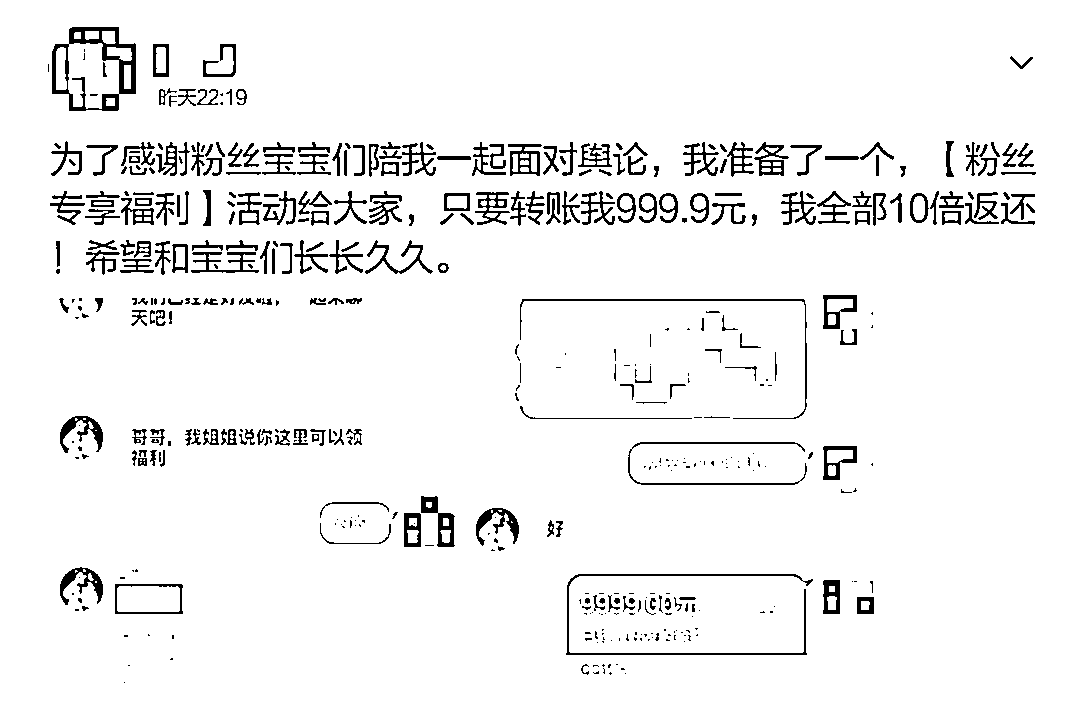 昨天22:19
为了感谢粉丝宝宝们陪我一起面对舆论，我准备了一个，【粉丝
专享福利】活动给大家，只要转账我999.9元，我全部10倍返还
！希望和宝宝们长长久久。
天吧！
哥哥，我姐姐说你这里可以领
福利
好
9999.00元